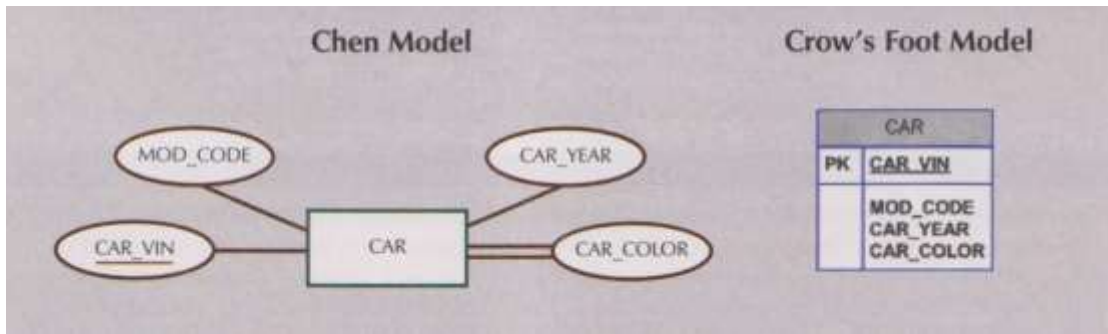 Chen Model
MOD_CODE
CAR_YEAR
CAR_VIN
CAR
CAR_COLOR
Crow's Foot Model
CAR
PK CAR_VIN
MOD_CODE
CAR_YEAR
CAR_COLOR